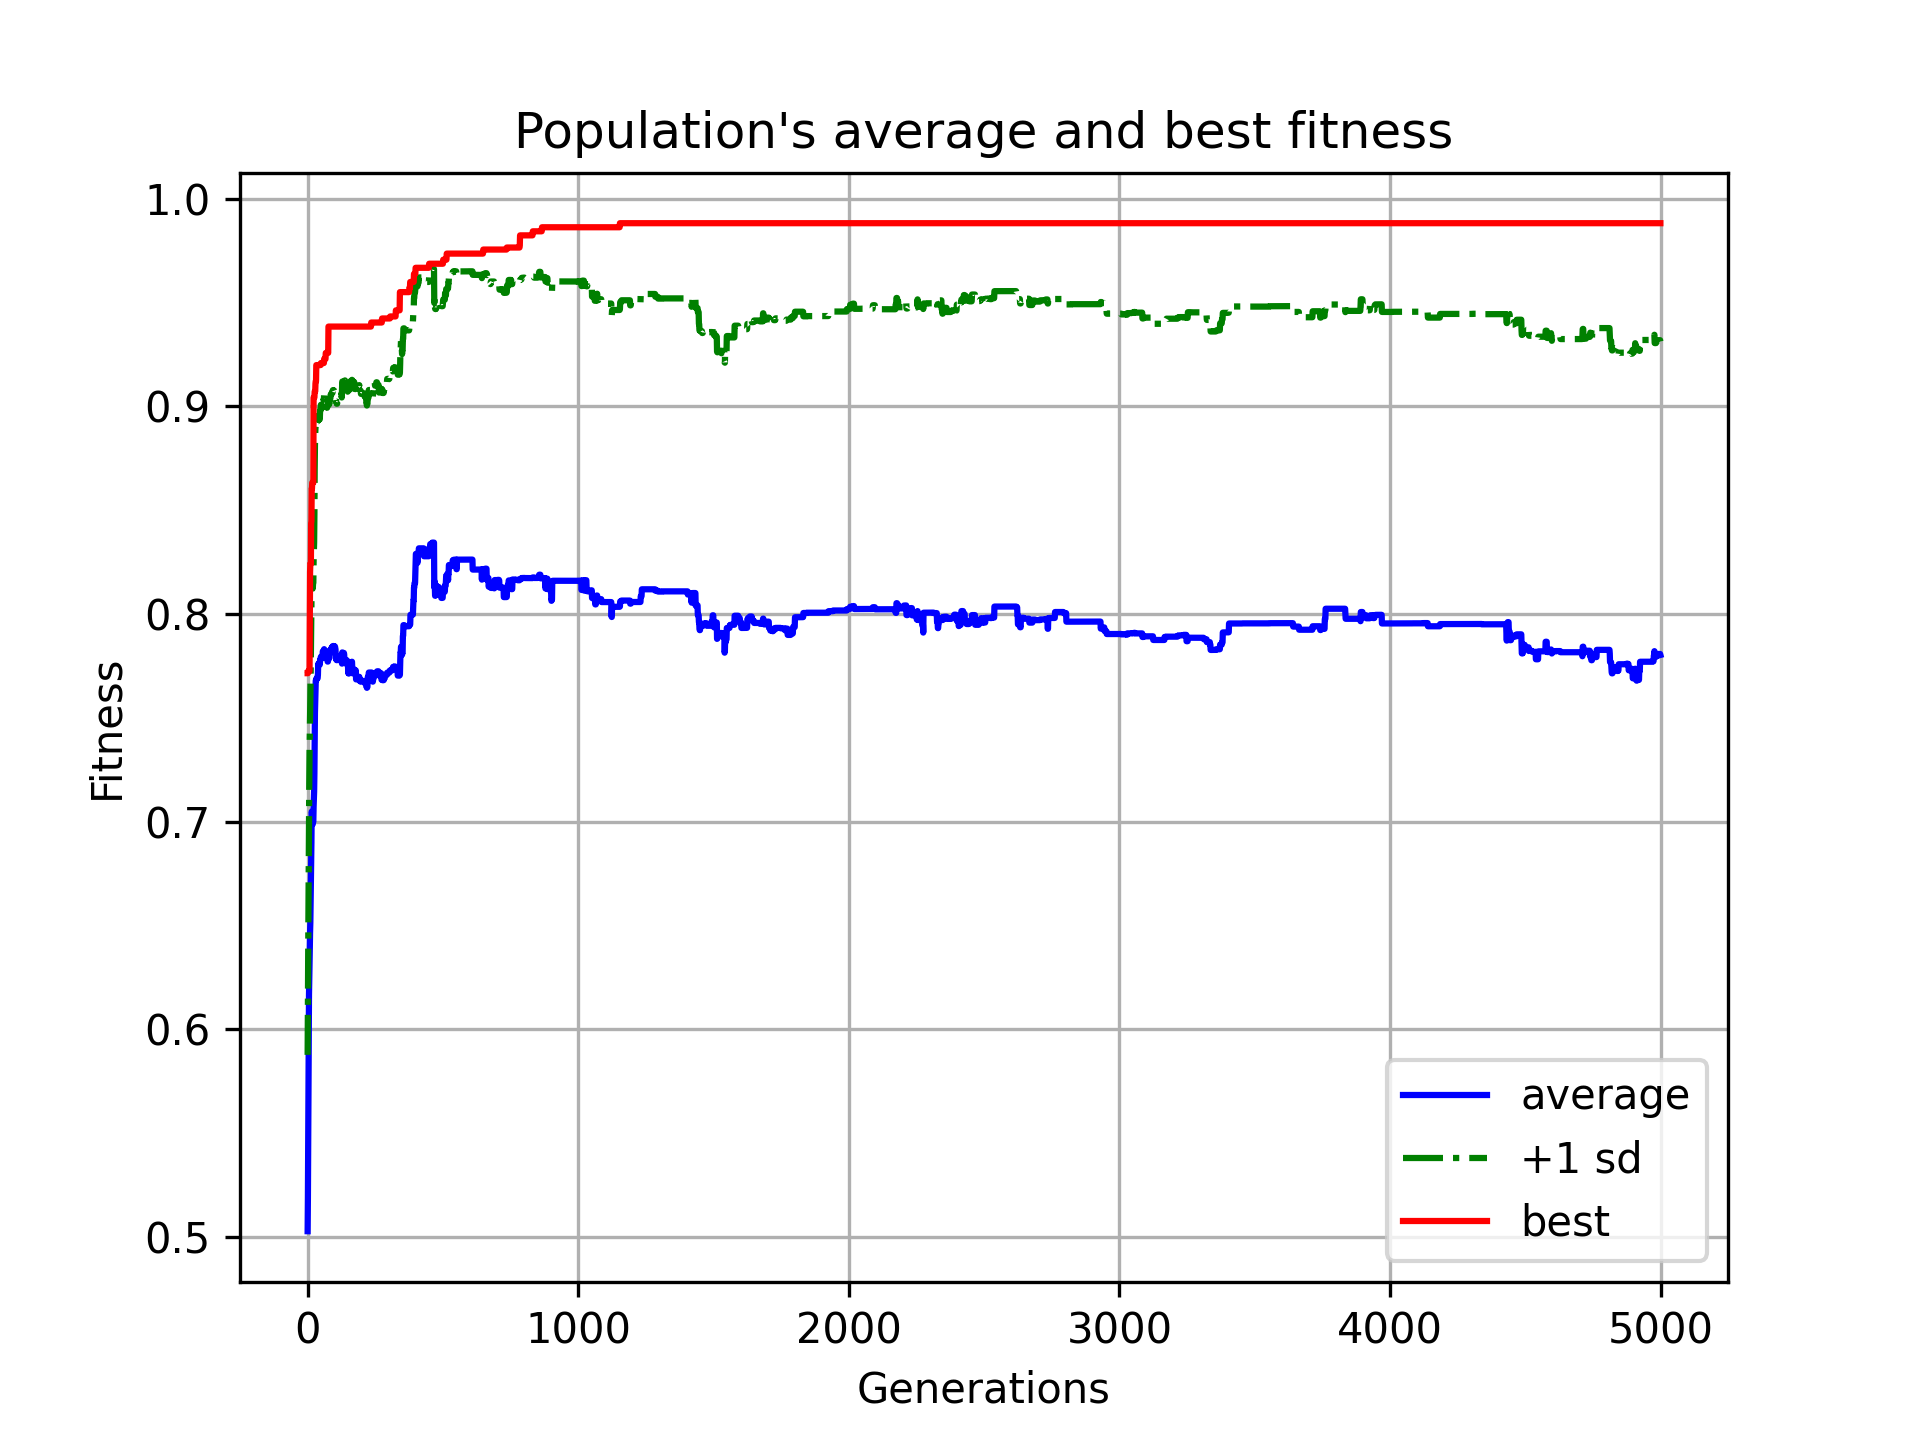 Population's average and best fitness
1.0
0.9
0.8
0.7
0.6
0.5
Fitness
0 1000 2000 3000 4000 5000
Generations
average
+1 sd
best